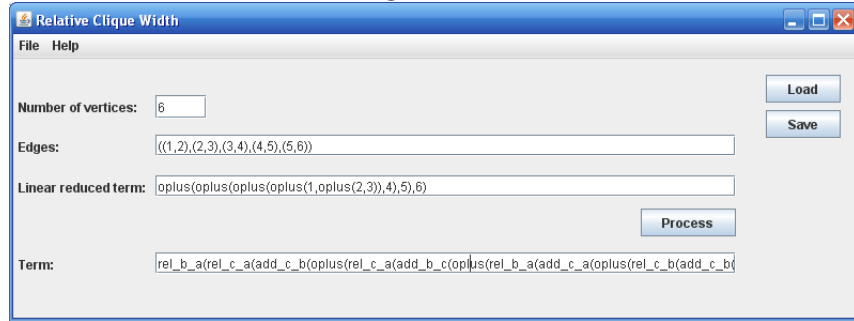 Relative Clique Width
File Help
Load
Number of vertices: 6
Save
Edges: ((1,2),(2,3),(3,4),(4,5),(5,6))
Linear reduced term: oplus(oplus(oplus(oplus(1,oplus(2,3)),4),5),6)
Process
Term: rel_b_a(rel_c_a(add_c_b(oplus(rel_c_a(add_b_c(oplus(rel_b_a(add_c_a(oplus(rel_c_b(add_c_b(